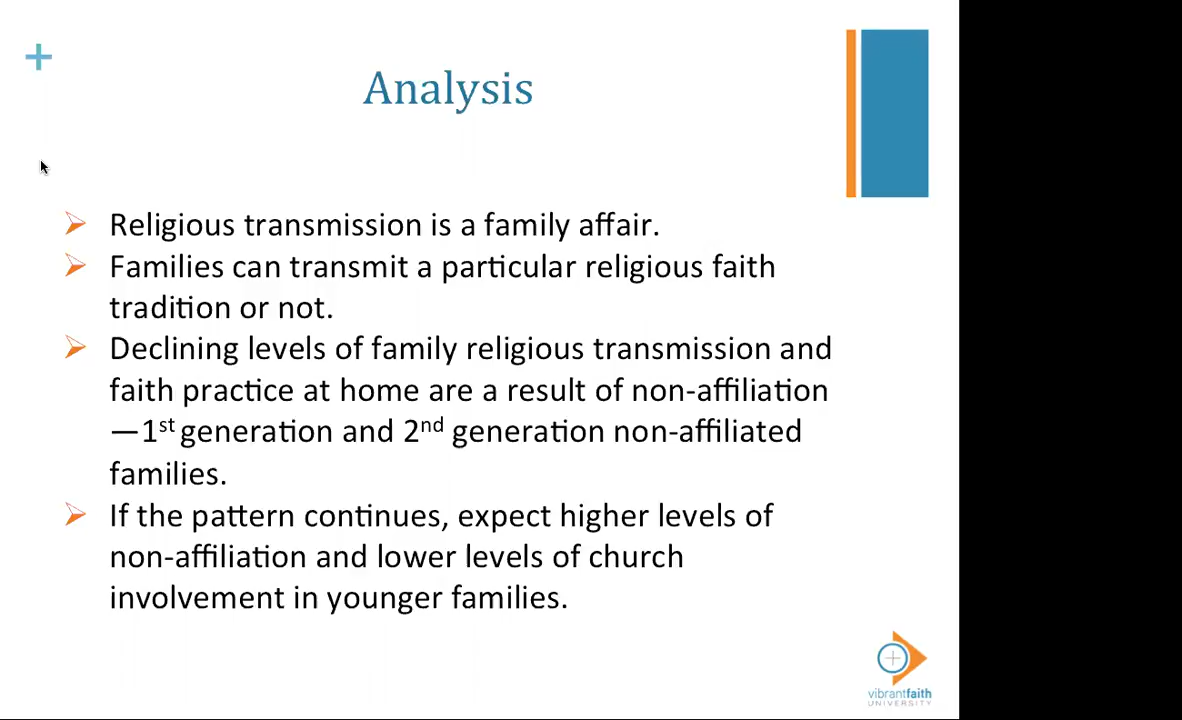 Analysis
Religious transmission is a family affair.
Families can transmit a particular religious faith
tradition or not.
Declining levels of family religious transmission and
faith practice at home are a result of non-affiliation
—1st generation and 2nd generation non-affiliated
families.
If the pattern continues, expect higher levels of
non-affiliation and lower levels of church
involvement in younger families.
vibrantfaith
UNIVERSITY